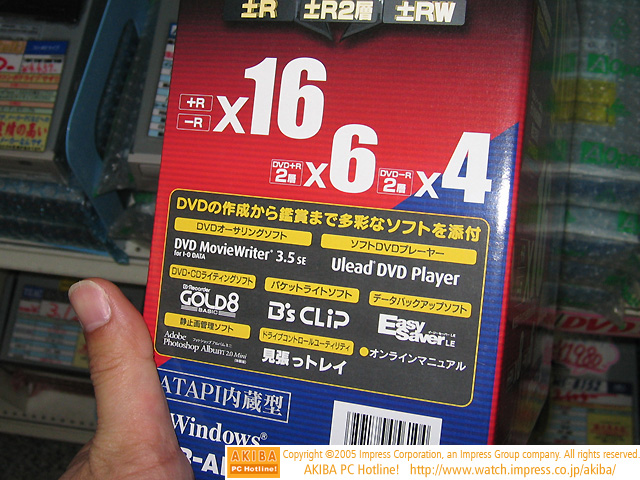 ±R
±R2層
±RW
+R
-R
x16
DVD+R
2層
x6
DVD-R
2層
x4
DVDの作成から鑑賞まで多彩なソフトを添付
DVDオーサリングソフト
DVD MovieWriter® 3.5 SE
for I-O DATA
ソフトDVDプレーヤー
Ulead® DVD Player
DVD・CDライティングソフト
B's Recorder
GOLD8
BASIC
パケットライトソフト
B's CLiP
データバックアップソフト
Easy Saver LE
静止画管理ソフト
Adobe
Photoshop Album 2.0 Mini
ドライブコントロールユーティリティ
見張っトレイ
●オンラインマニュアル
ATAPI内蔵型
Windows®
AKIBA
PC Hotline!
Copyright ©2005 Impress Corporation, an Impress Group company. All rights reserved.
AKIBA PC Hotline! http://www.watch.impress.co.jp/akiba/